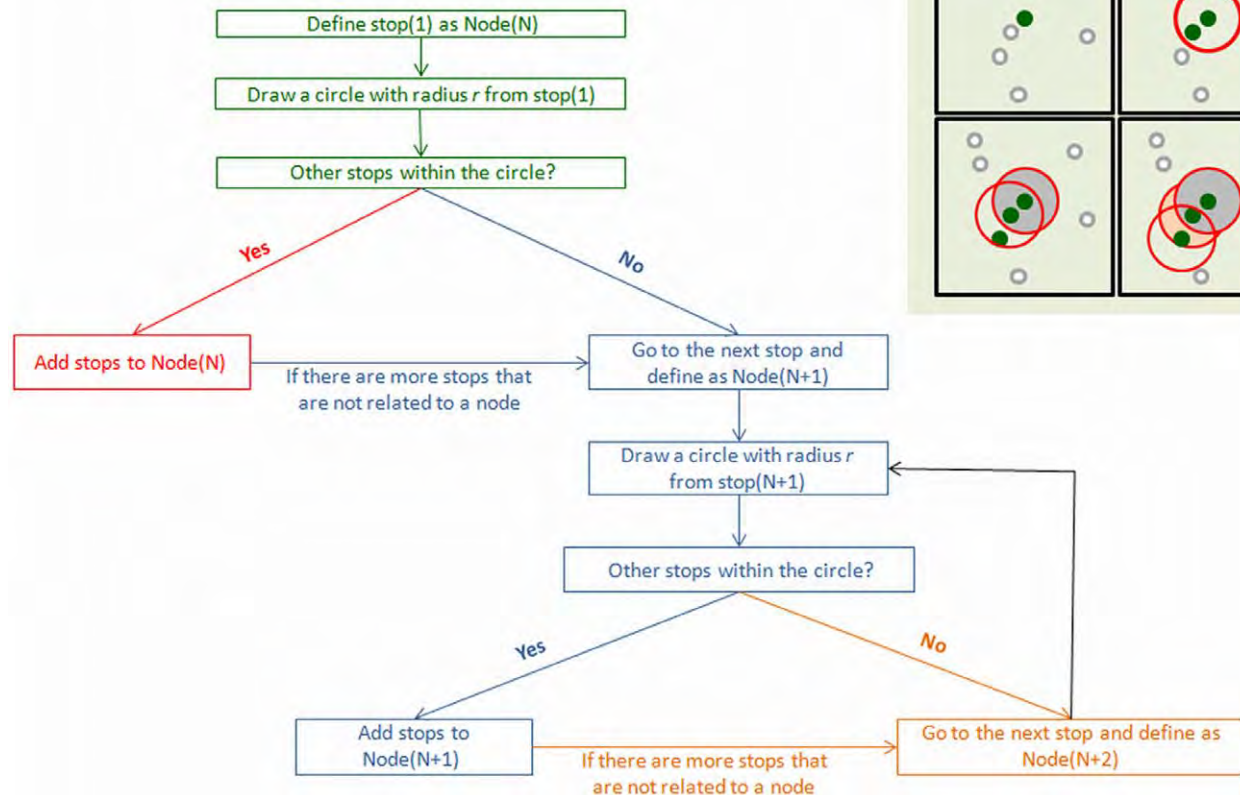 Define stop(1) as Node(N)
Draw a circle with radius r from stop(1)
Other stops within the circle?
Yes
No
Add stops to Node(N)
If there are more stops that
are not related to a node
Go to the next stop and
define as Node(N+1)
Draw a circle with radius r
from stop(N+1)
Other stops within the circle?
Yes
No
Add stops to
Node(N+1)
If there are more stops that
are not related to a node
Go to the next stop and define as
Node(N+2)